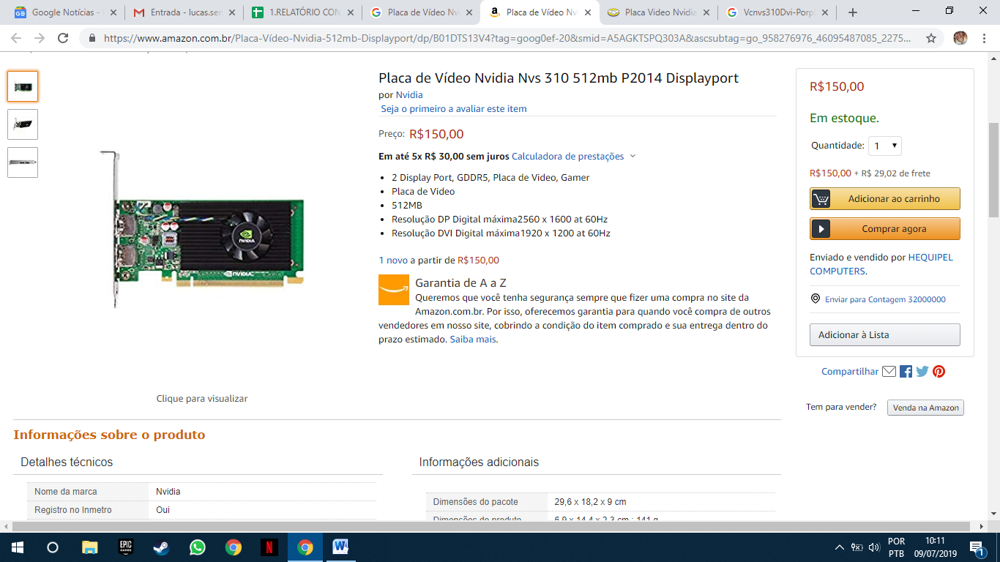 Google Notícias -
Entrada - lucas.ser
1.RELATÓRIO CON
Placa de Vídeo Nv
Placa de Vídeo Nv
Placa Video Nvidia
Vcnvs310Dvi-Porp
https://www.amazon.com.br/Placa-Vídeo-Nvidia-512mb-Displayport/dp/B01DTS13V4?tag=goog0ef-20&smid=A5AGKTSPQ303A&ascsubtag=go_958276976_46095487085_2275...
Placa de Vídeo Nvidia Nvs 310 512mb P2014 Displayport
por Nvidia
Seja o primeiro a avaliar este item
Preço: R$150,00
Em até 5x R$ 30,00 sem juros Calculadora de prestações
2 Display Port, GDDR5, Placa de Video, Gamer
Placa de Video
512MB
Resolução DP Digital máxima2560 x 1600 at 60Hz
Resolução DVI Digital máxima1920 x 1200 at 60Hz
1 novo a partir de R$150,00
Garantia de A a Z
Queremos que você tenha segurança sempre que fizer uma compra no site da
Amazon.com.br. Por isso, oferecemos garantia para quando você compra de outros
vendedores em nosso site, cobrindo a condição do item comprado e sua entrega dentro do
prazo estimado. Saiba mais.
NVIDIA
NVIDIA
Clique para visualizar
R$150,00
Em estoque.
Quantidade: 1
R$150,00 + R$ 29,02 de frete
Adicionar ao carrinho
Comprar agora
Enviado e vendido por HEQUIPEL
COMPUTERS.
Enviar para Contagem 32000000
Adicionar à Lista
Compartilhar
Tem para vender? Venda na Amazon
Informações sobre o produto
Detalhes técnicos
Nome da marca Nvidia
Registro no Inmetro Oui
Informações adicionais
Dimensões do pacote 29,6 x 18,2 x 9 cm
Dimensões do produto 6,9 x 14,4 x 2,3 cm ; 141 g
EPIC
GAMES
N
W
POR
PTB
10:11
09/07/2019
1